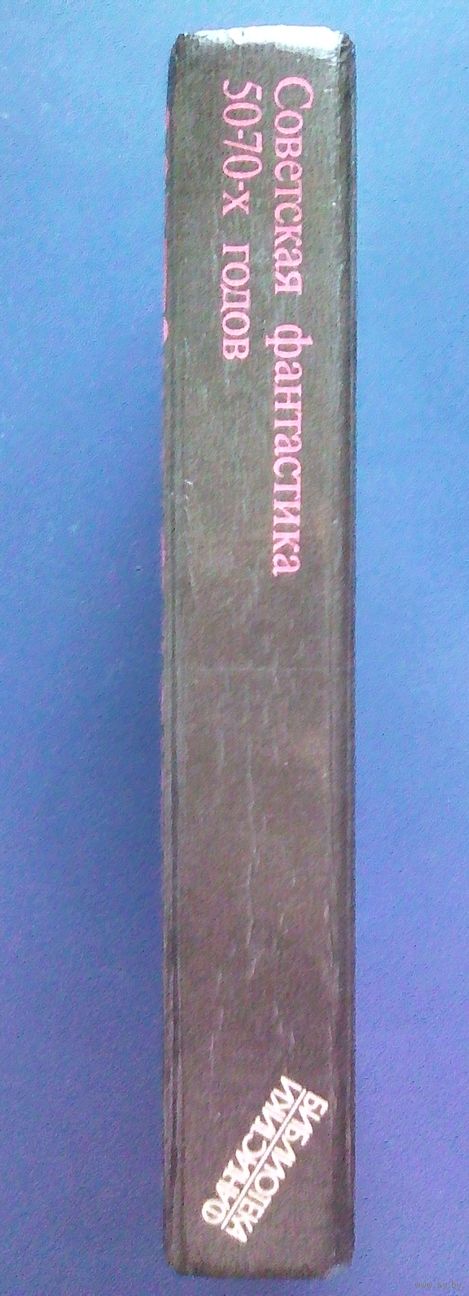 Советская фантастика
50-70-х годов
БИБЛИОТЕКА
ФАНТАСТИКИ